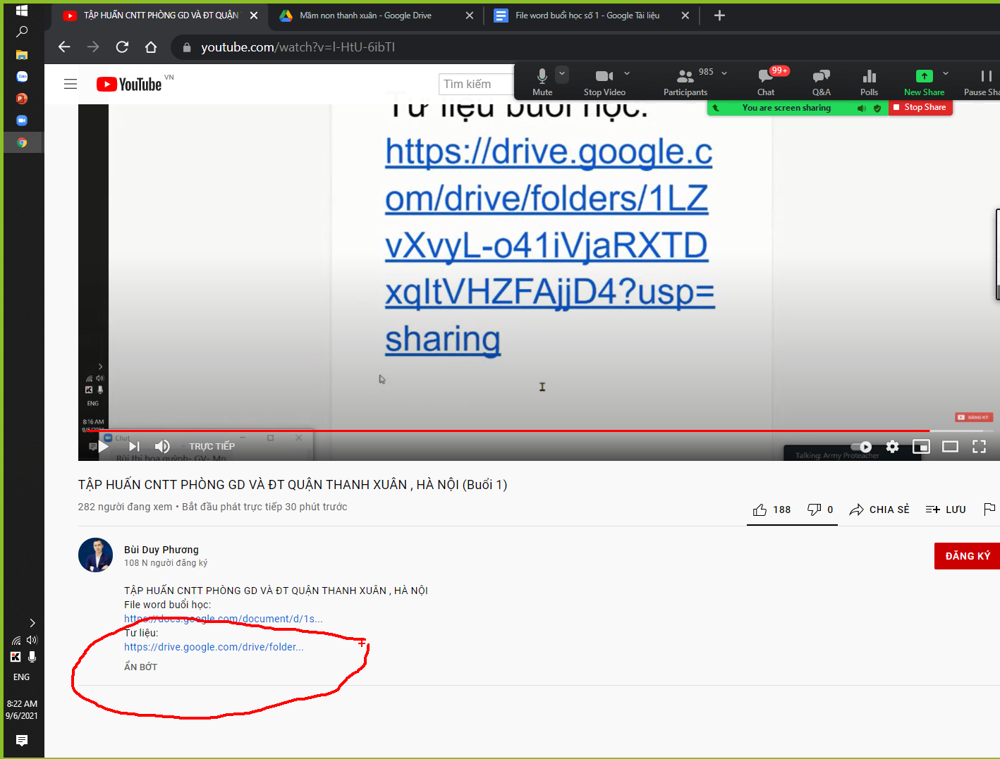 TẬP HUẤN CNTT PHÒNG GD VÀ ĐT QUẬN
Mầm non thanh xuân - Google Drive
File word buổi học số 1 - Google Tài liệu
youtube.com/watch?v=I-HtU-6ibTI
YouTube VN
Tìm kiếm
Mute
Stop Video
985
Participants
99+
Chat
Q&A
Polls
New Share
Pause Sha
You are screen sharing
Stop Share
Tư liệu buổi học:
https://drive.google.c
om/drive/folders/1LZ
vXvyL-o41iVjaRXTD
xqItVHZFAjjD4?usp=
sharing
ENG
8:16 AM
ĐĂNG KÝ
Chat
TRỰC TIẾP
Bùi thị hoa quỳnh- GV- Mn
Talking: Army Proteacher
TẬP HUẤN CNTT PHÒNG GD VÀ ĐT QUẬN THANH XUÂN , HÀ NỘI (Buổi 1)
282 người đang xem • Bắt đầu phát trực tiếp 30 phút trước
188
0
CHIA SẺ
LƯU
Bùi Duy Phương
108 N người đăng ký
ĐĂNG KÝ
TẬP HUẤN CNTT PHÒNG GD VÀ ĐT QUẬN THANH XUÂN , HÀ NỘI
File word buổi học:
https://docs.google.com/document/d/1s...
Tư liệu:
https://drive.google.com/drive/folder...
ẨN BỚT
ENG
8:22 AM
9/6/2021